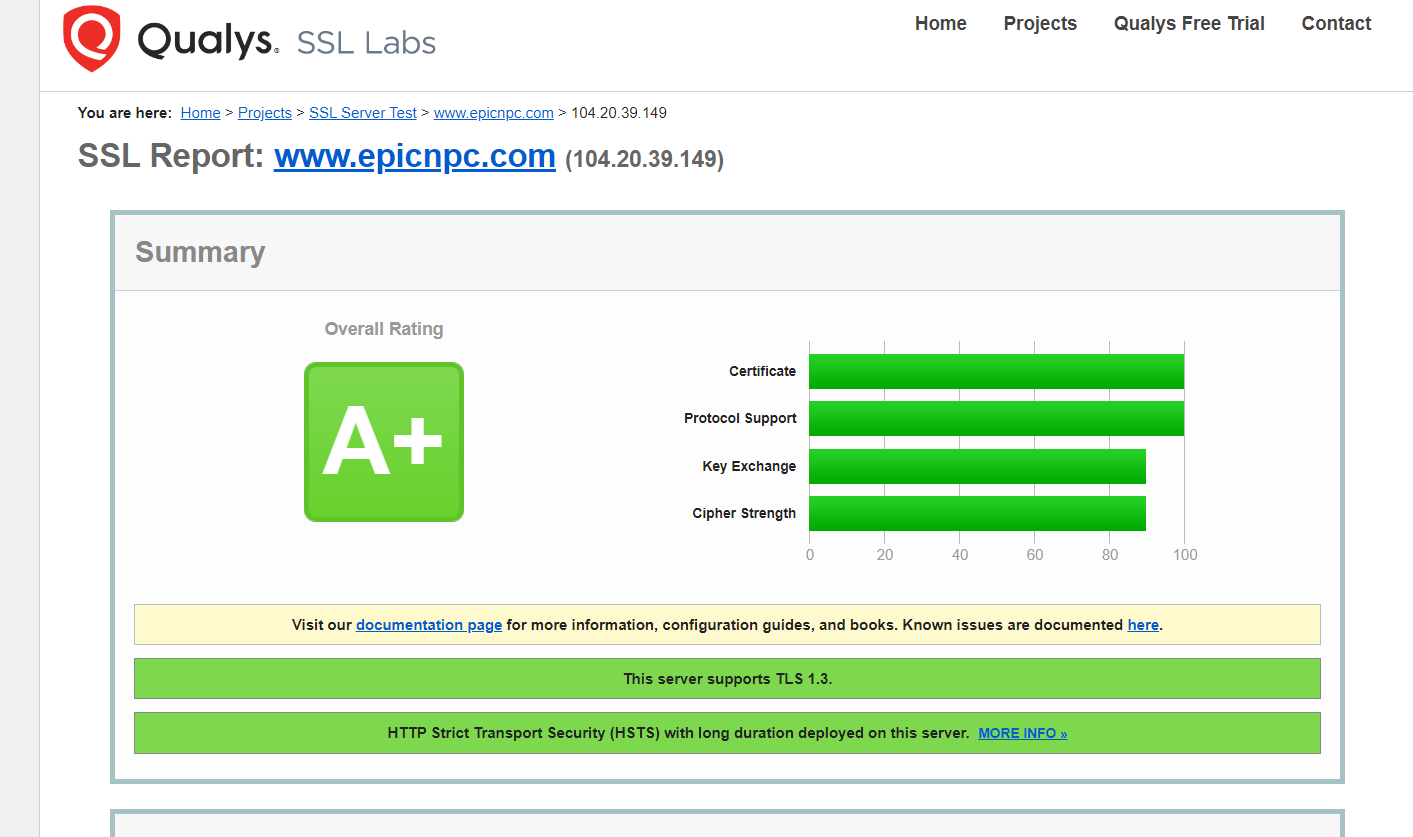 Qualys. SSL Labs
Home Projects Qualys Free Trial Contact
You are here: Home > Projects > SSL Server Test > www.epicnpc.com > 104.20.39.149
SSL Report: www.epicnpc.com (104.20.39.149)
Summary
Overall Rating
A+
Certificate
Protocol Support
Key Exchange
Cipher Strength
0 20 40 60 80 100
Visit our documentation page for more information, configuration guides, and books. Known issues are documented here.
This server supports TLS 1.3.
HTTP Strict Transport Security (HSTS) with long duration deployed on this server. MORE INFO »